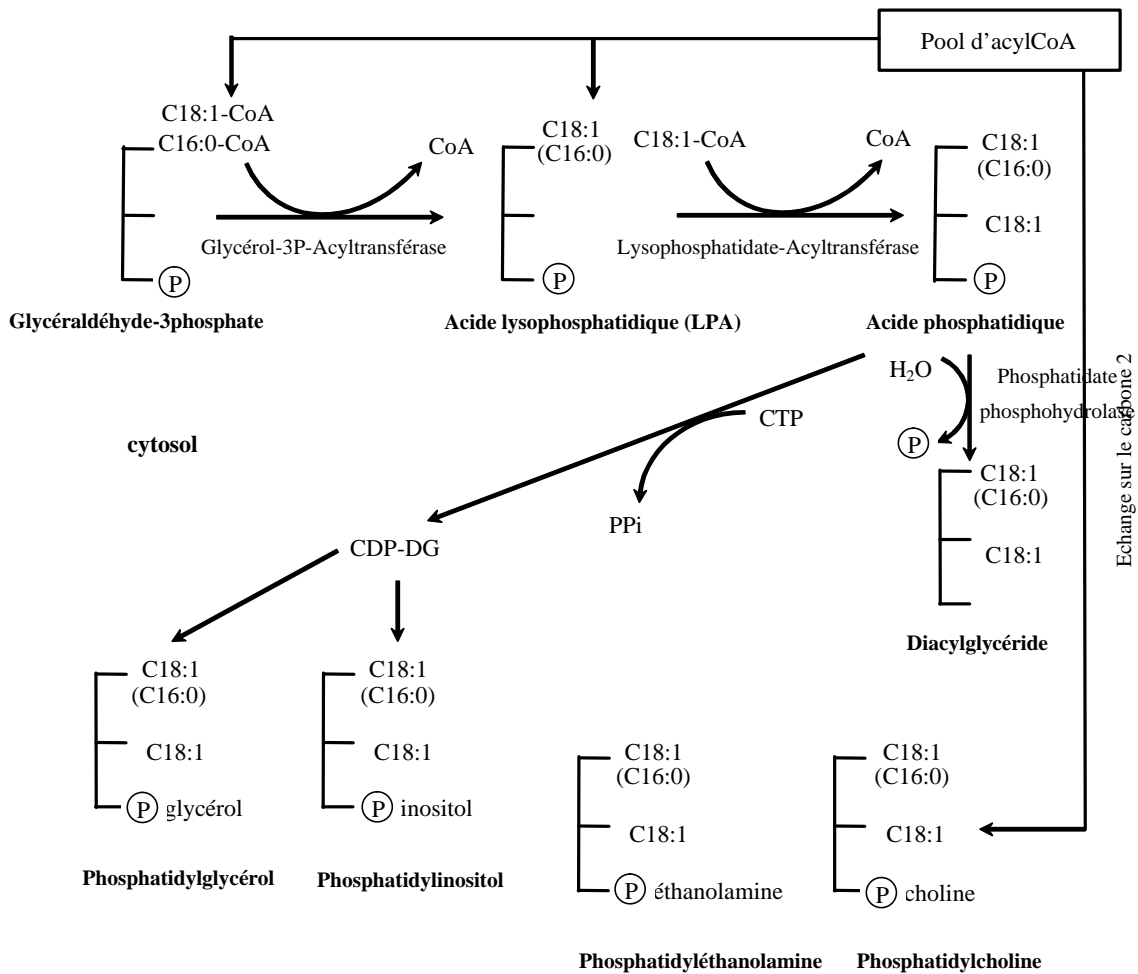 Pool d'acylCoA
C18:1-CoA
C16:0-CoA
CoA
C18:1
(C16:0)
C18:1-CoA
CoA
C18:1
(C16:0)
C18:1
Glycérol-3P-Acyltransférase
Lysophosphatidate-Acyltransférase
P
P
P
Glycéraldéhyde-3phosphate
Acide lysophosphatidique (LPA)
Acide phosphatidique
H2O
Phosphatidate
phosphohydrolase
Echange sur le carbone 2
CTP
P
cytosol
C18:1
(C16:0)
PPi
CDP-DG
C18:1
Diacylglycéride
C18:1
(C16:0)
C18:1
P glycérol
Phosphatidylglycérol
C18:1
(C16:0)
C18:1
P inositol
Phosphatidylinositol
C18:1
(C16:0)
C18:1
P éthanolamine
Phosphatidyléthanolamine
C18:1
(C16:0)
C18:1
P choline
Phosphatidylcholine